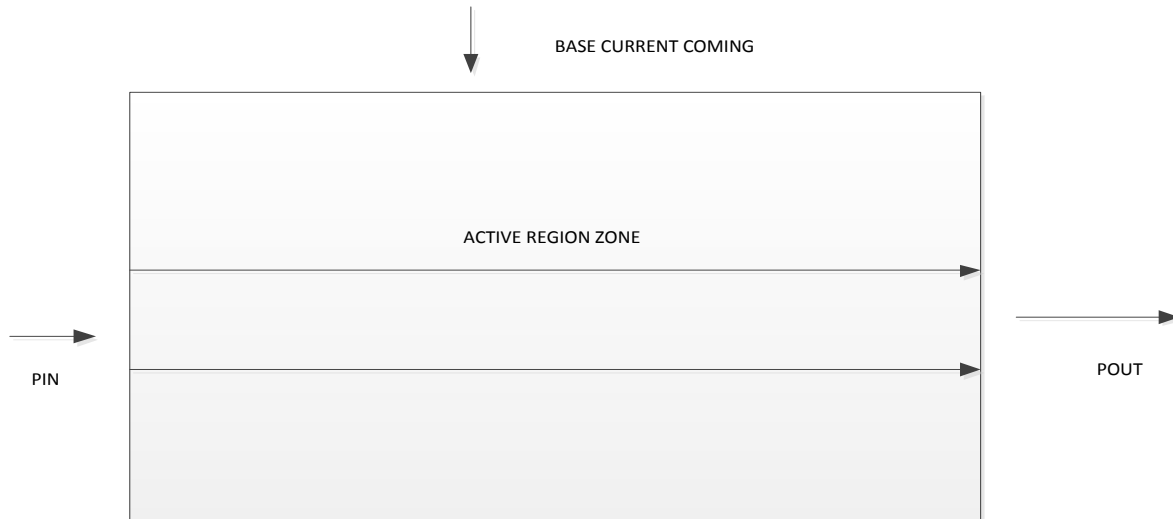 BASE CURRENT COMING
ACTIVE REGION ZONE
PIN
POUT